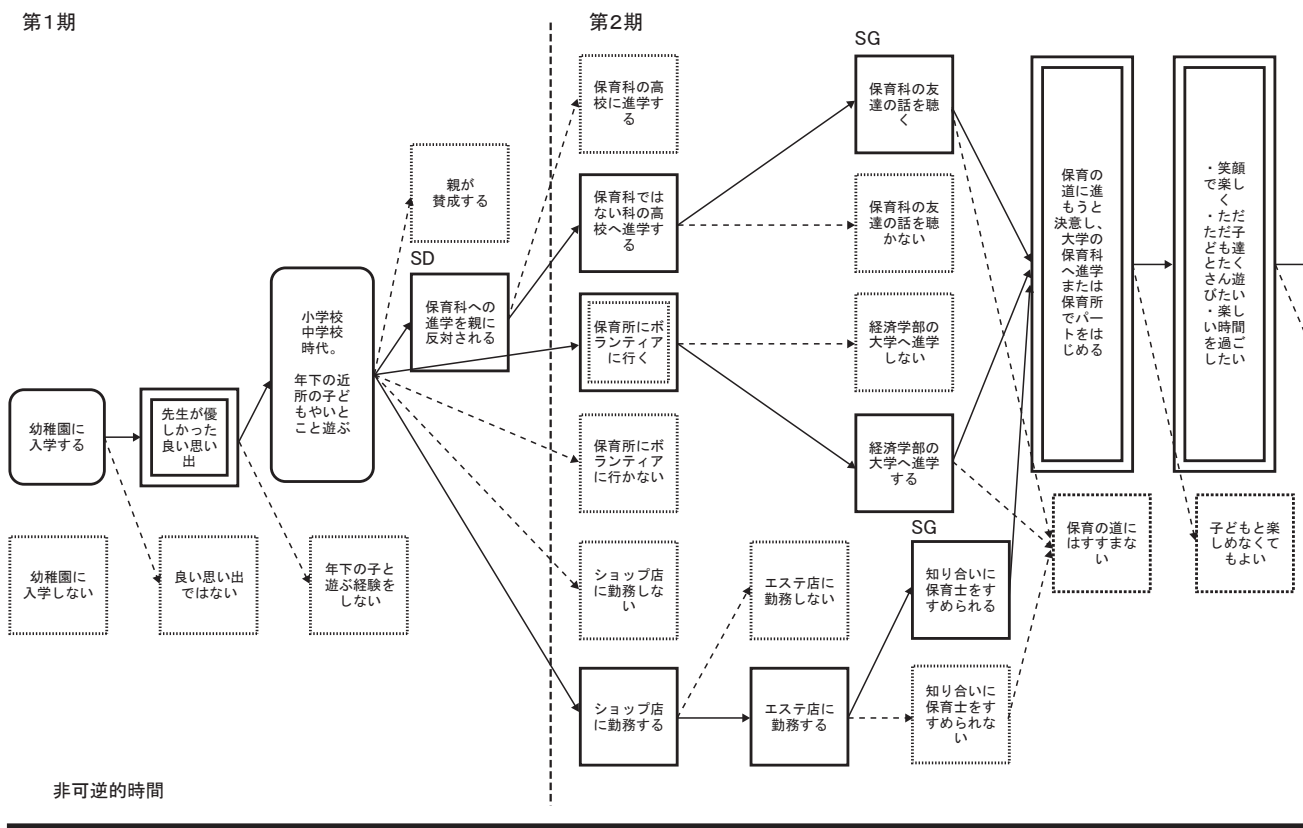 第1期
第2期
SG
保育科の高
校に進学す
る
保育科の友
達の話を聴
く
親が
賛成する
保育科では
ない科の高
校へ進学す
る
保育科の友
達の話を聴
かない
保育の
道に進
もうと
決意し、
大学の
保育科
へ進学
または
保育所
でパー
トをは
じめる
・笑顔
で楽し
く
・ただ
ただ子
ども達
とたく
さん遊
びたい
・楽し
い時間
を過ご
したい
SD
保育科への
進学を親に
反対される
小学校
中学校
時代。
年下の近
所の子ど
もやいと
こと遊ぶ
保育所にボ
ランティア
に行く
経済学部の
大学へ進学
しない
幼稚園に
入学する
先生が優
しかった
良い思い
出
保育所にボ
ランティア
に行かない
経済学部の
大学へ進学
する
保育の道に
はすすまな
い
子どもと楽
しめなくて
もよい
SG
幼稚園に
入学しない
良い思い出
ではない
年下の子と
遊ぶ経験を
しない
ショップ店
に勤務しな
い
エステ店に
勤務しない
知り合いに
保育士をす
すめられる
ショップ店
に勤務する
エステ店に
勤務する
知り合いに
保育士をす
すめられな
い
非可逆的時間